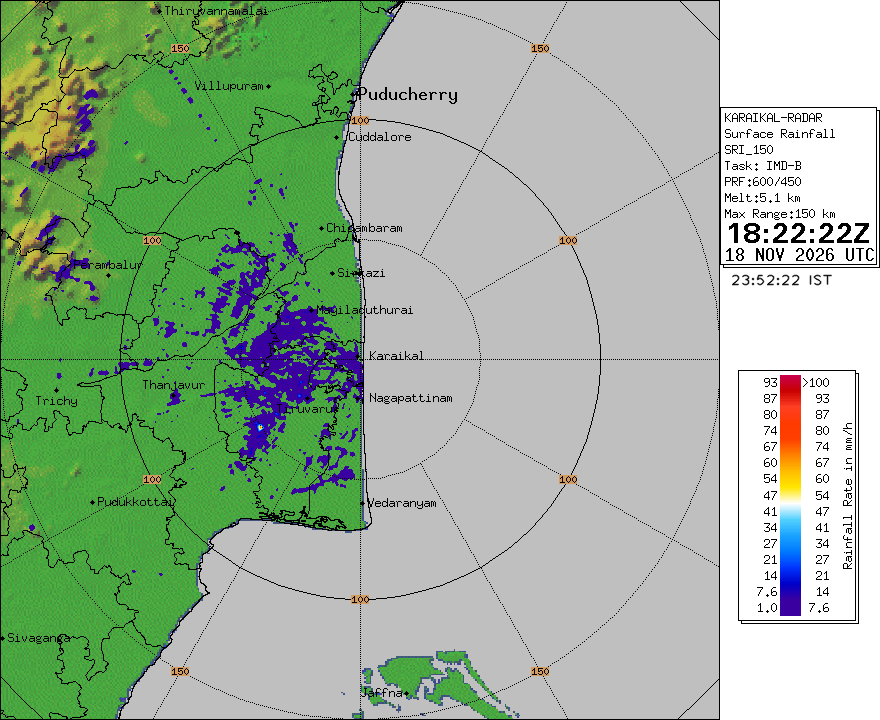 Thiruvannamalai
150
150
Villupuram
Puducherry
100
Cuddalore
KARAIKAL-RADAR
Surface Rainfall
SRI_150
Task: IMD-B
PRF:600/450
Melt:5.1 km
Max Range:150 km
18:22:22Z
18 NOV 2026 UTC
23:52:22 IST
Chidambaram
100
100
Perambalur
Sirkazi
Mayiladuthurai
Karaikal
Thanjavur
Trichy
Nagapattinam
Tiruvarur
100
100
Pudukkottai
Vedaranyam
100
Sivaganga
150
150
Jaffna
93 >100
87 93
80 87
74 80
67 74
60 67
54 60
47 54
41 47
34 41
27 34
21 27
14 21
7.6 14
1.0 7.6
Rainfall Rate in mm/h